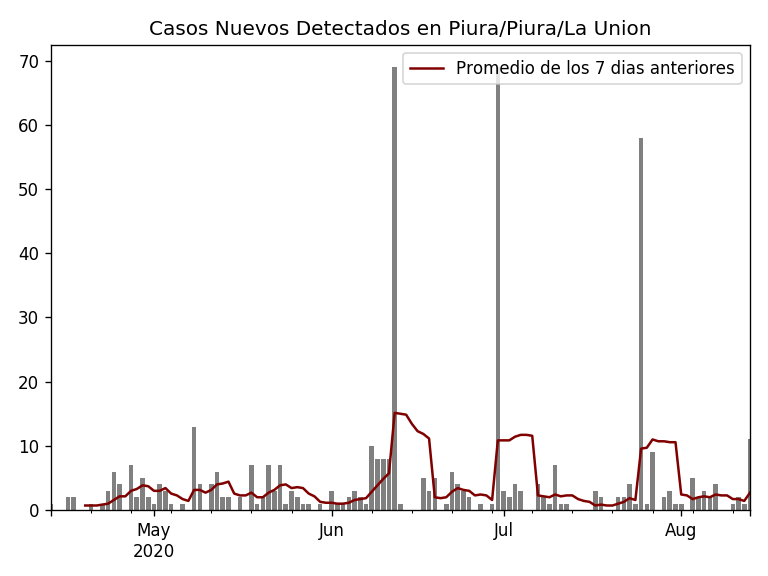 Casos Nuevos Detectados en Piura/Piura/La Union
Promedio de los 7 dias anteriores
70
60
50
40
30
20
10
0
May
2020
Jun
Jul
Aug